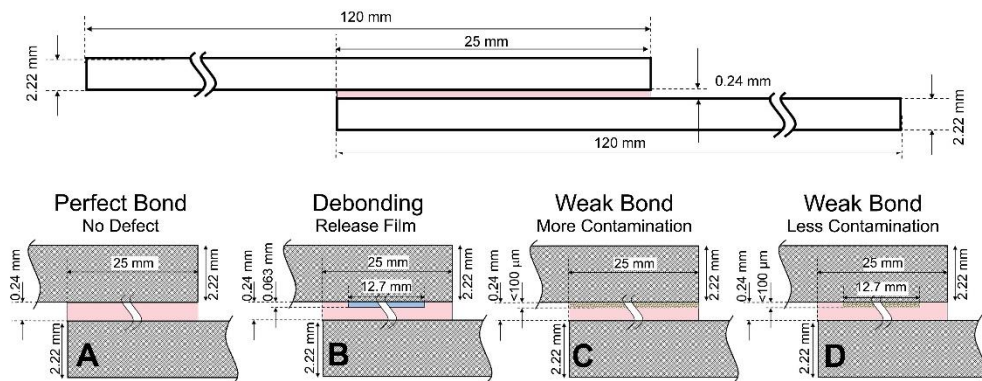 120 mm
25 mm
2.22 mm
0.24 mm
2.22 mm
120 mm
Perfect Bond
No Defect
25 mm
0.24 mm
2.22 mm
2.22 mm
A
Debonding
Release Film
25 mm
12.7 mm
0.24 mm
0.063 mm
2.22 mm
2.22 mm
B
Weak Bond
More Contamination
25 mm
0.24 mm
<100 µm
2.22 mm
2.22 mm
C
Weak Bond
Less Contamination
25 mm
12.7 mm
0.24 mm
<100 µm
2.22 mm
2.22 mm
D